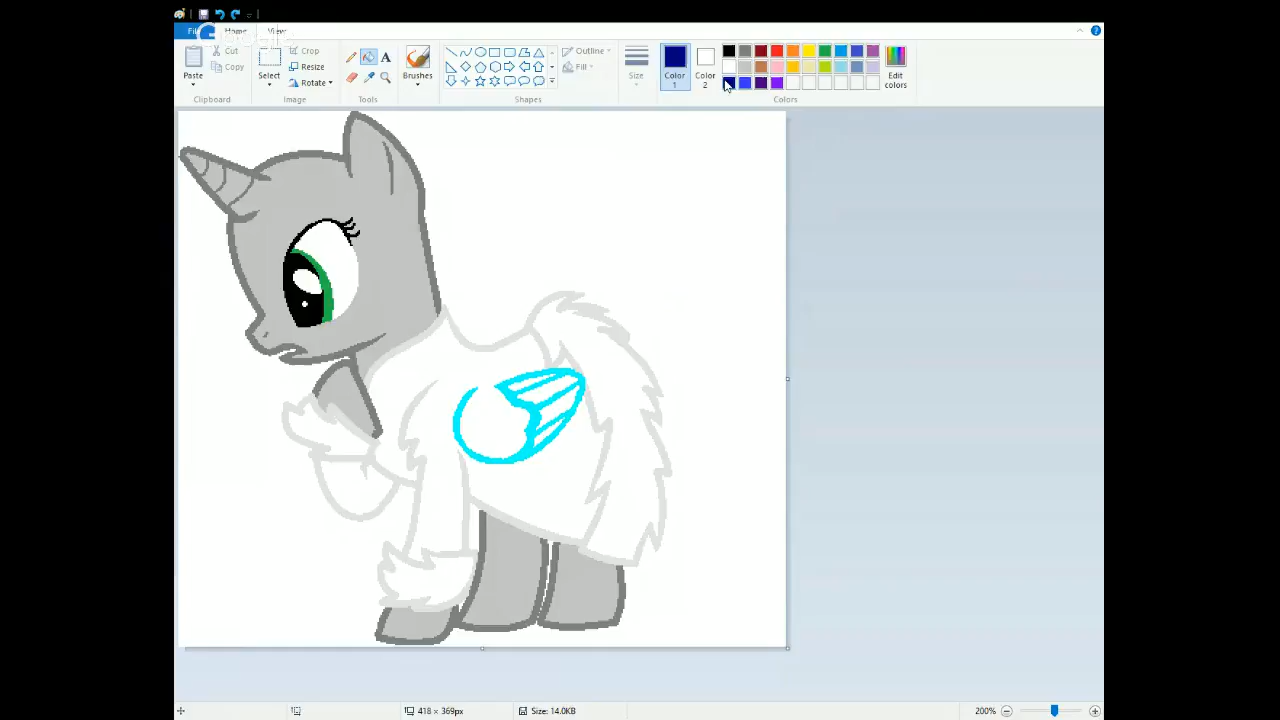 File Home View
Paste
Cut
Copy
Clipboard
Select
Crop
Resize
Rotate
Image
A
Tools
Brushes
Outline
Fill
Shapes
Size
Color
1
Color
2
Edit
colors
Colors
418 × 369px
Size: 14.0KB
200%